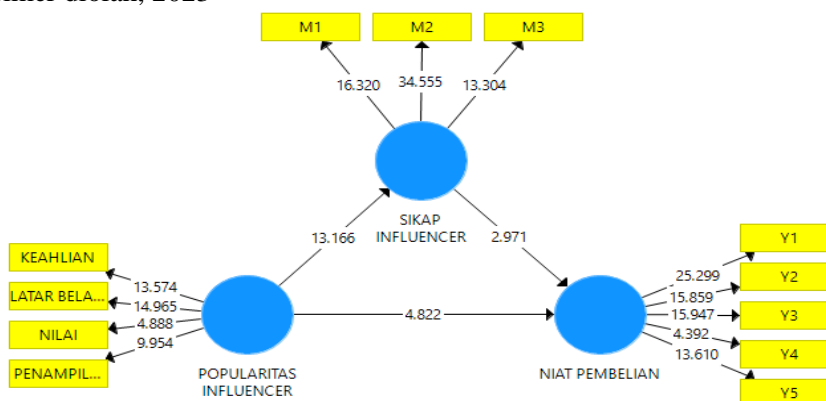 M1
M2
M3
16.320
34.555
13.304
SIKAP
INFLUENCER
13.166
2.971
KEAHLIAN
LATAR BELA...
NILAI
PENAMPIL...
13.574
14.965
4.888
9.954
POPULARITAS
INFLUENCER
4.822
NIAT PEMBELIAN
25.299
15.859
15.947
4.392
13.610
Y1
Y2
Y3
Y4
Y5